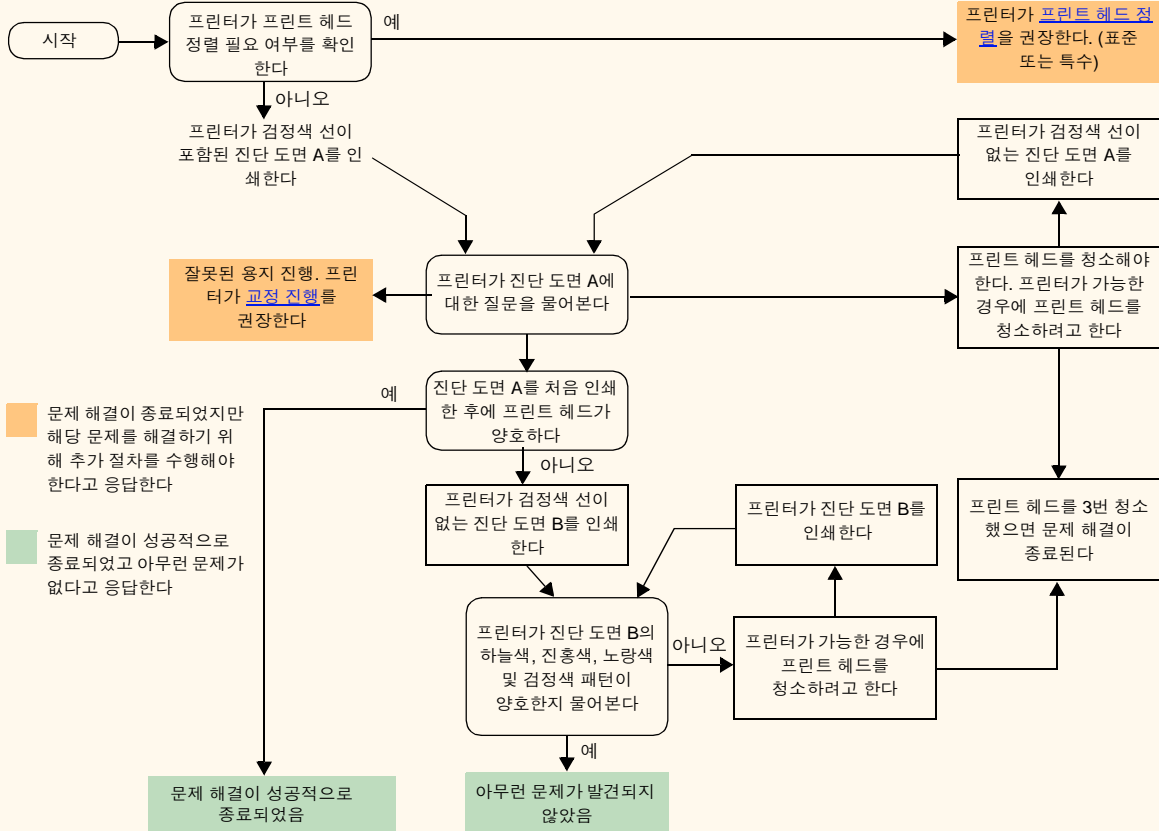 시작
프린터가 프린트 헤드
정렬 필요 여부를 확인
한다
예
프린터가 프린트 헤드 정
렬을 권장한다. (표준
또는 특수)
아니오
프린터가 검정색 선이
포함된 진단 도면 A를 인
쇄한다
프린터가 검정색 선이
없는 진단 도면 A를
인쇄한다
잘못된 용지 진행. 프린
터가 교정 진행를
권장한다
프린터가 진단 도면 A에
대한 질문을 물어본다
프린트 헤드를 청소해야
한다. 프린터가 가능한
경우에 프린트 헤드를
청소하려고 한다
예
진단 도면 A를 처음 인쇄
한 후에 프린트 헤드가
양호하다
아니오
문제 해결이 종료되었지만
해당 문제를 해결하기 위
해 추가 절차를 수행해야
한다고 응답한다
문제 해결이 성공적으로
종료되었고 아무런 문제가
없다고 응답한다
프린터가 검정색 선이
없는 진단 도면 B를 인쇄
한다
프린터가 진단 도면 B를
인쇄한다
프린트 헤드를 3번 청소
했으면 문제 해결이
종료된다
프린터가 진단 도면 B의
하늘색, 진홍색, 노랑색
및 검정색 패턴이
양호한지 물어본다
아니오
프린터가 가능한 경우에
프린트 헤드를
청소하려고 한다
예
문제 해결이 성공적으로
종료되었음
아무런 문제가 발견되지
않았음